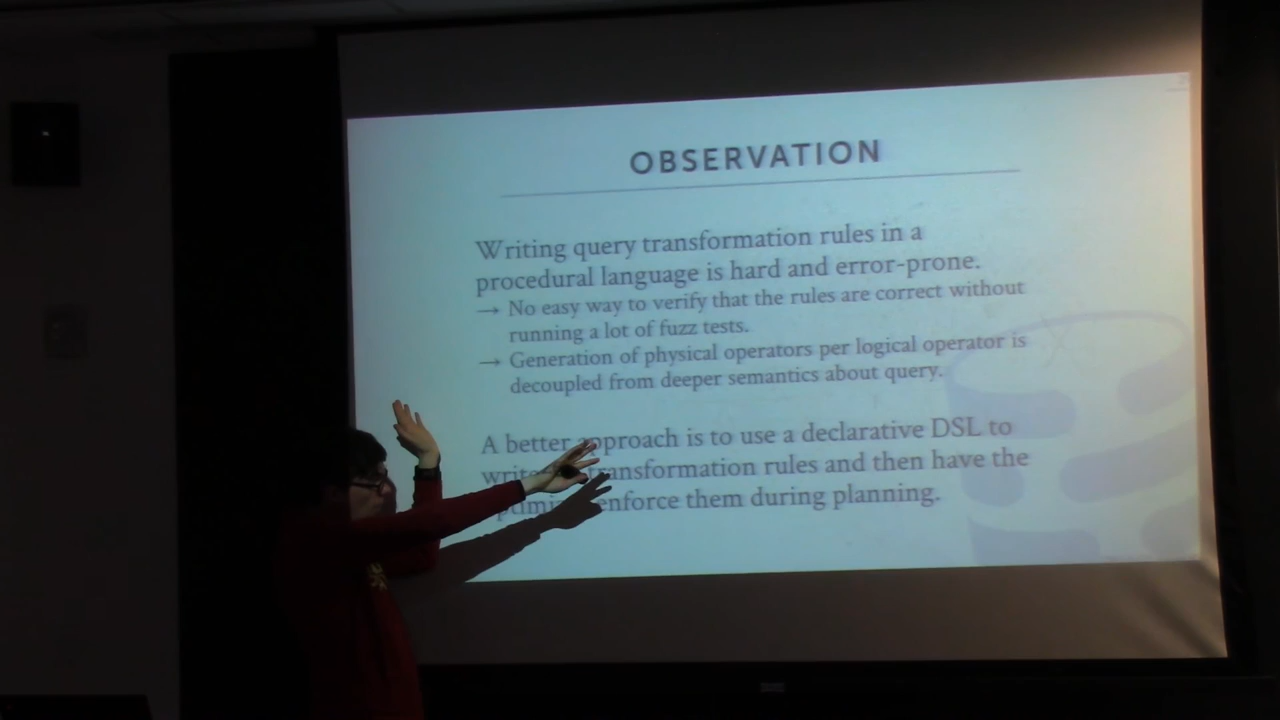 OBSERVATION
Writing query transformation rules in a
procedural language is hard and error-prone.
→ No easy way to verify that the rules are correct without
running a lot of fuzz tests.
→ Generation of physical operators per logical operator is
decoupled from deeper semantics about query.
A better approach is to use a declarative DSL to
write transformation rules and then have the
enforce them during planning.